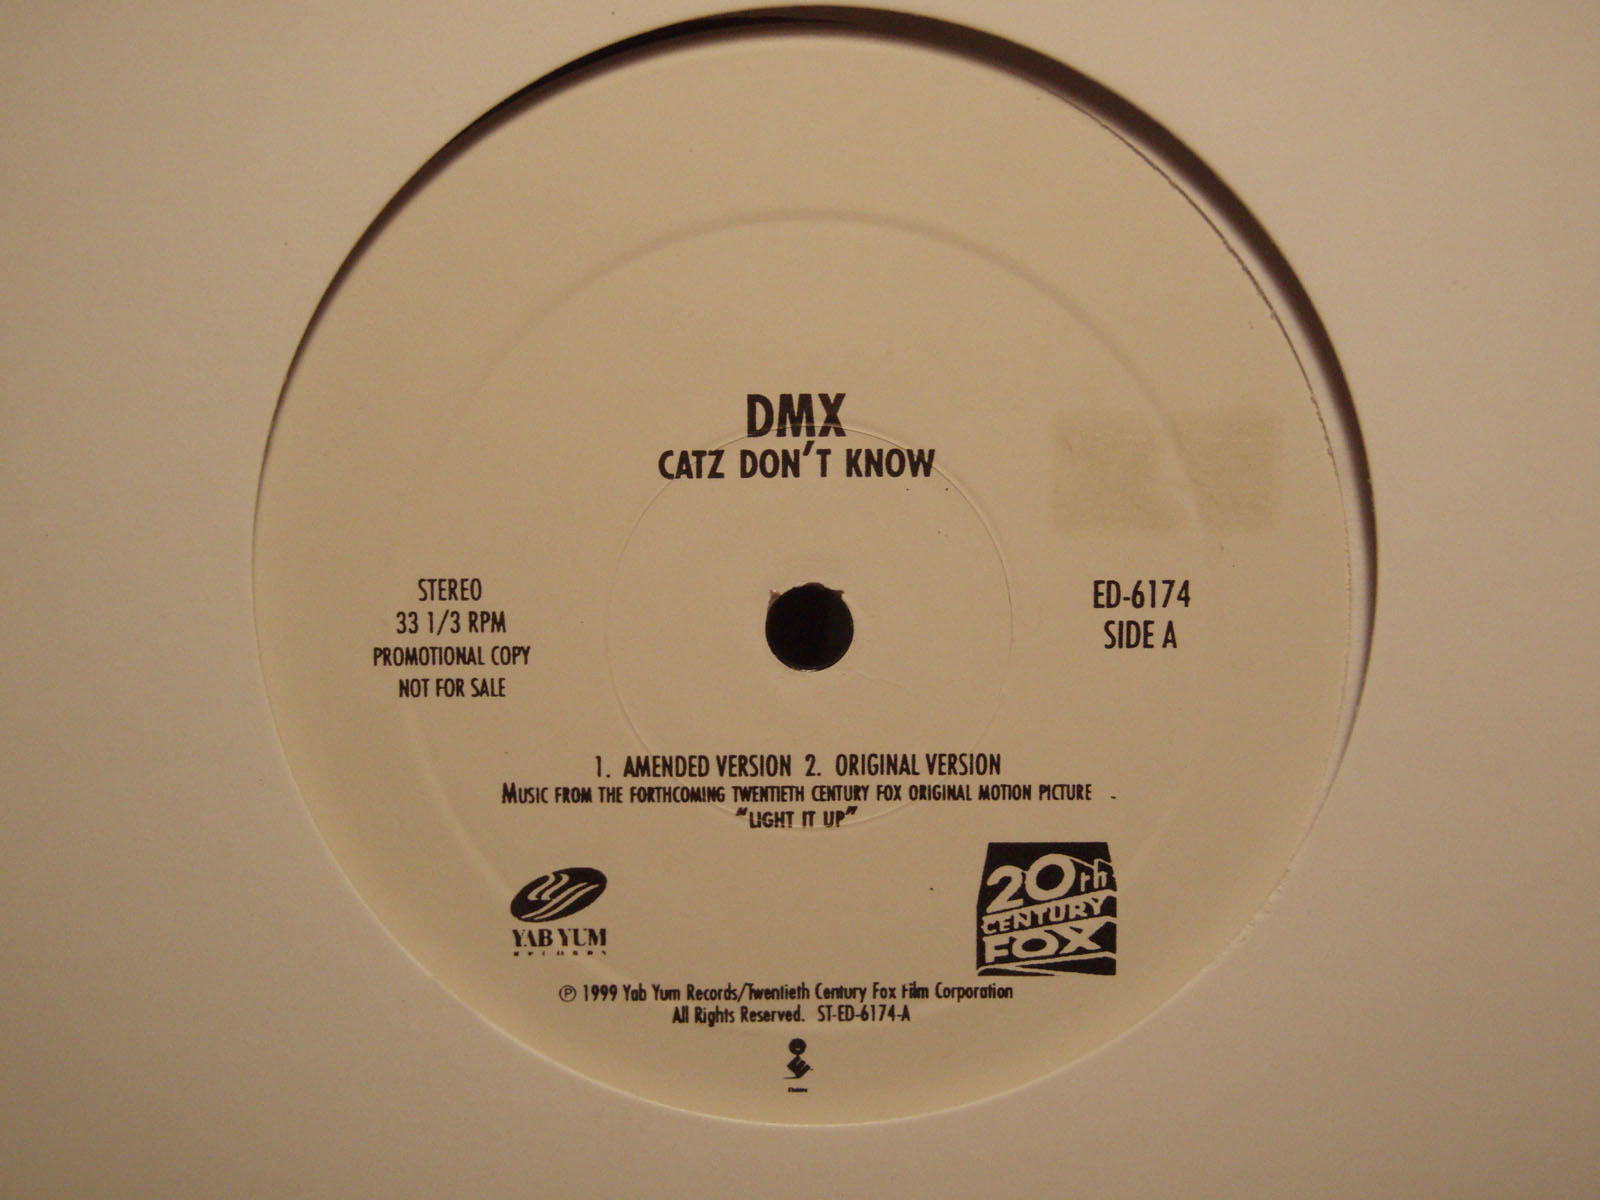 DMX
CATZ DON'T KNOW
STEREO
33 1/3 RPM
PROMOTIONAL COPY
NOT FOR SALE
ED-6174
SIDE A
1. AMENDED VERSION 2. ORIGINAL VERSION
MUSIC FROM THE FORTHCOMING TWENTIETH CENTURY FOX ORIGINAL MOTION PICTURE
"LIGHT IT UP"
YAB YUM
RECORDS
20th
CENTURY
FOX
℗ 1999 Yab Yum Records/Twentieth Century Fox Film Corporation
All Rights Reserved. ST-ED-6174-A
Elektra